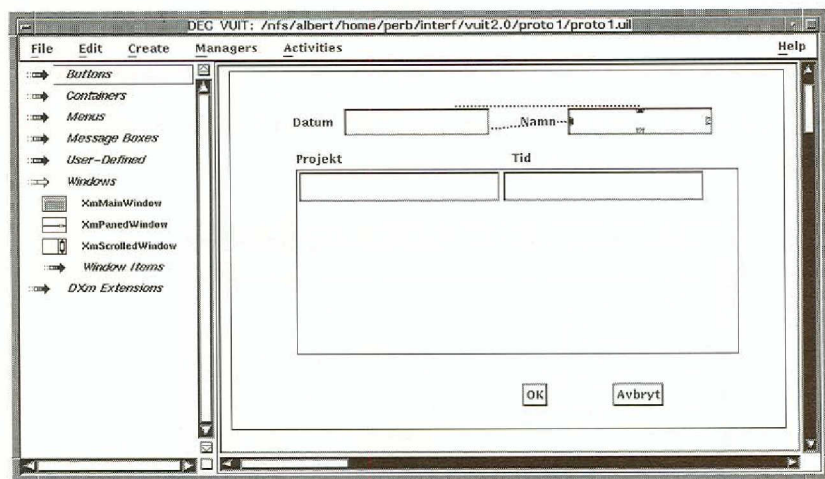 DEC VUIT: /nfs/albert/home/perb/interf/vuit2.0/proto1/proto1.uil
File Edit Create Managers Activities Help
Buttons
Containers
Menus
Message Boxes
User-Defined
Windows
XmMainWindow
XmPanedWindow
XmScrolledWindow
Window Items
DXm Extensions
Datum Namn
Projekt Tid
OK Avbryt